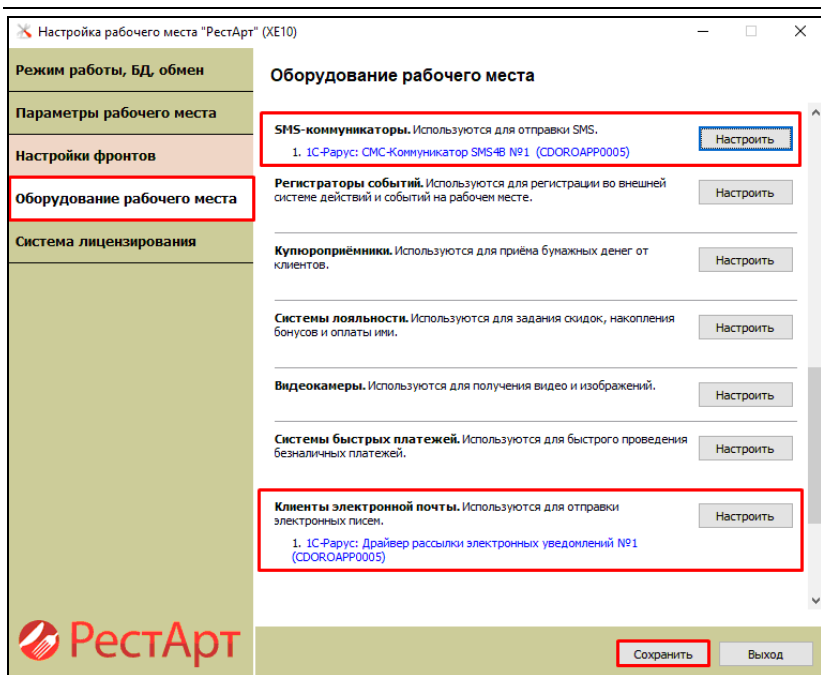 Настройка рабочего места "РестАрт" (XE10)
Режим работы, БД, обмен
Параметры рабочего места
Настройки фронтов
Оборудование рабочего места
Система лицензирования
Оборудование рабочего места
SMS-коммуникаторы. Используются для отправки SMS.
Настроить
1. 1С-Рарус: СМС-Коммуникатор SMS4B №1 (CDOROAPP0005)
Регистраторы событий. Используются для регистрации во внешней
системе действий и событий на рабочем месте.
Настроить
Купюроприёмники. Используются для приёма бумажных денег от
клиентов.
Настроить
Системы лояльности. Используются для задания скидок, накопления
бонусов и оплаты ими.
Настроить
Видеокамеры. Используются для получения видео и изображений.
Настроить
Системы быстрых платежей. Используются для быстрого проведения
безналичных платежей.
Настроить
Клиенты электронной почты. Используются для отправки
электронных писем.
Настроить
1. 1С-Рарус: Драйвер рассылки электронных уведомлений №1
(CDOROAPP0005)
РестАрт
Сохранить
Выход